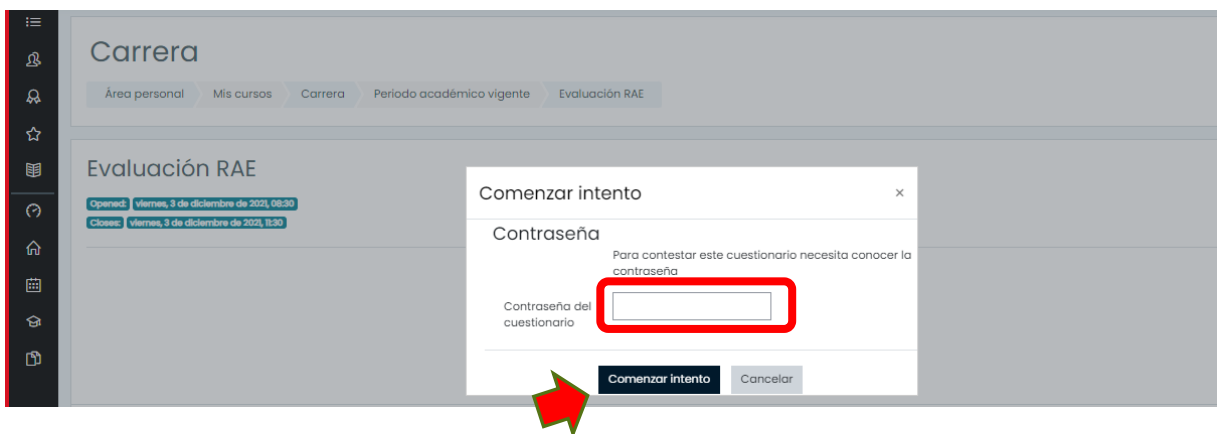 Carrera
Área personal Mis cursos Carrera Periodo académico vigente Evaluación RAE
Evaluación RAE
Opened: viernes, 3 de diciembre de 2021, 08:30
Closes: viernes, 3 de diciembre de 2021, 11:30
Comenzar intento ×
Contraseña
Para contestar este cuestionario necesita conocer la
contraseña
Contraseña del
cuestionario
Comenzar intento Cancelar